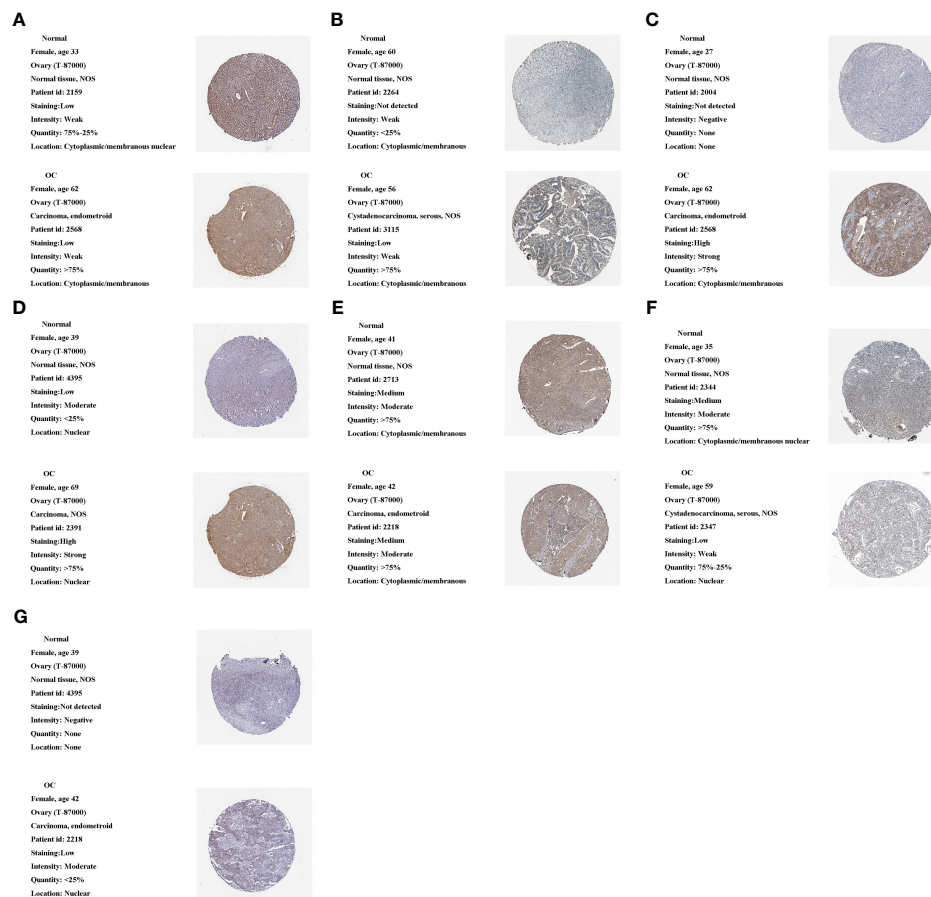 A
Normal
Female, age 33
Ovary (T-87000)
Normal tissue, NOS
Patient id: 2159
Staining:Low
Intensity: Weak
Quantity: 75%-25%
Location: Cytoplasmic/membranous nuclear
OC
Female, age 62
Ovary (T-87000)
Carcinoma, endometroid
Patient id: 2568
Staining:Low
Intensity: Weak
Quantity: >75%
Location: Cytoplasmic/membranous
B
Nromal
Female, age 60
Ovary (T-87000)
Normal tissue, NOS
Patient id: 2264
Staining:Not detected
Intensity: Weak
Quantity: <25%
Location: Cytoplasmic/membranous
OC
Female, age 56
Ovary (T-87000)
Cystadenocarcinoma, serous, NOS
Patient id: 3115
Staining:Low
Intensity: Weak
Quantity: >75%
Location: Cytoplasmic/membranous
C
Normal
Female, age 27
Ovary (T-87000)
Normal tissue, NOS
Patient id: 2004
Staining:Not detected
Intensity: Negative
Quantity: None
Location: None
OC
Female, age 62
Ovary (T-87000)
Carcinoma, endometroid
Patient id: 2568
Staining:High
Intensity: Strong
Quantity: >75%
Location: Cytoplasmic/membranous
D
Nnormal
Female, age 39
Ovary (T-87000)
Normal tissue, NOS
Patient id: 4395
Staining:Low
Intensity: Moderate
Quantity: <25%
Location: Nuclear
OC
Female, age 69
Ovary (T-87000)
Carcinoma, NOS
Patient id: 2391
Staining:High
Intensity: Strong
Quantity: >75%
Location: Nuclear
E
Normal
Female, age 41
Ovary (T-87000)
Normal tissue, NOS
Patient id: 2713
Staining:Medium
Intensity: Moderate
Quantity: >75%
Location: Cytoplasmic/membranous
OC
Female, age 42
Ovary (T-87000)
Carcinoma, endometroid
Patient id: 2218
Staining:Medium
Intensity: Moderate
Quantity: >75%
Location: Cytoplasmic/membranous
F
Normal
Female, age 35
Ovary (T-87000)
Normal tissue, NOS
Patient id: 2344
Staining:Medium
Intensity: Moderate
Quantity: >75%
Location: Cytoplasmic/membranous nuclear
OC
Female, age 59
Ovary (T-87000)
Cystadenocarcinoma, serous, NOS
Patient id: 2347
Staining:Low
Intensity: Weak
Quantity: 75%-25%
Location: Nuclear
G
Normal
Female, age 39
Ovary (T-87000)
Normal tissue, NOS
Patient id: 4395
Staining:Not detected
Intensity: Negative
Quantity: None
Location: None
OC
Female, age 42
Ovary (T-87000)
Carcinoma, endometroid
Patient id: 2218
Staining:Low
Intensity: Moderate
Quantity: <25%
Location: Nuclear